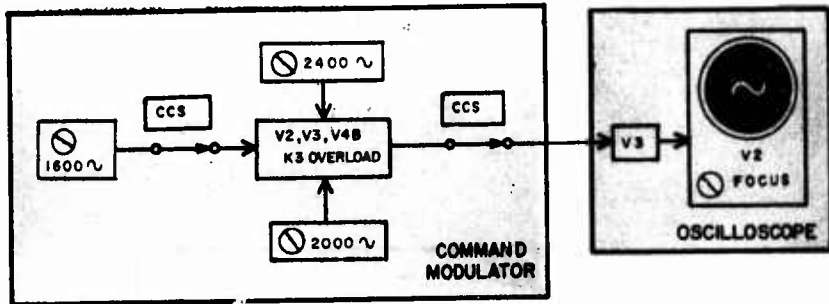 2400 ~
CCS
1600 ~
V2, V3, V4B
K3 OVERLOAD
2000 ~
CCS
COMMAND
MODULATOR
V3
V2
FOCUS
OSCILLOSCOPE